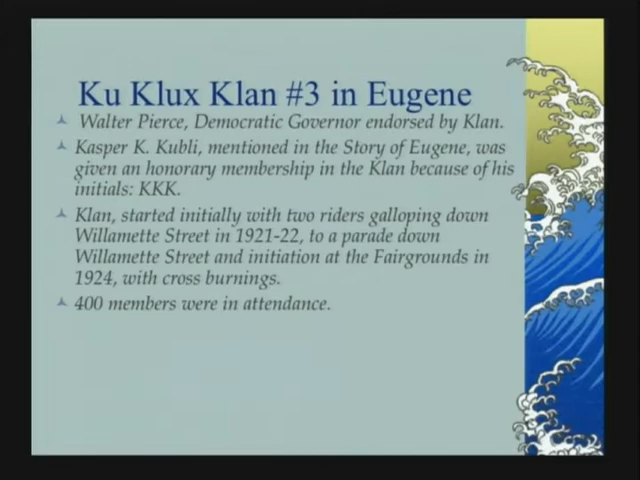 Ku Klux Klan #3 in Eugene
Walter Pierce, Democratic Governor endorsed by Klan.
Kasper K. Kubli, mentioned in the Story of Eugene, was
given an honorary membership in the Klan because of his
initials: KKK.
Klan, started initially with two riders galloping down
Willamette Street in 1921-22, to a parade down
Willamette Street and initiation at the Fairgrounds in
1924, with cross burnings.
400 members were in attendance.